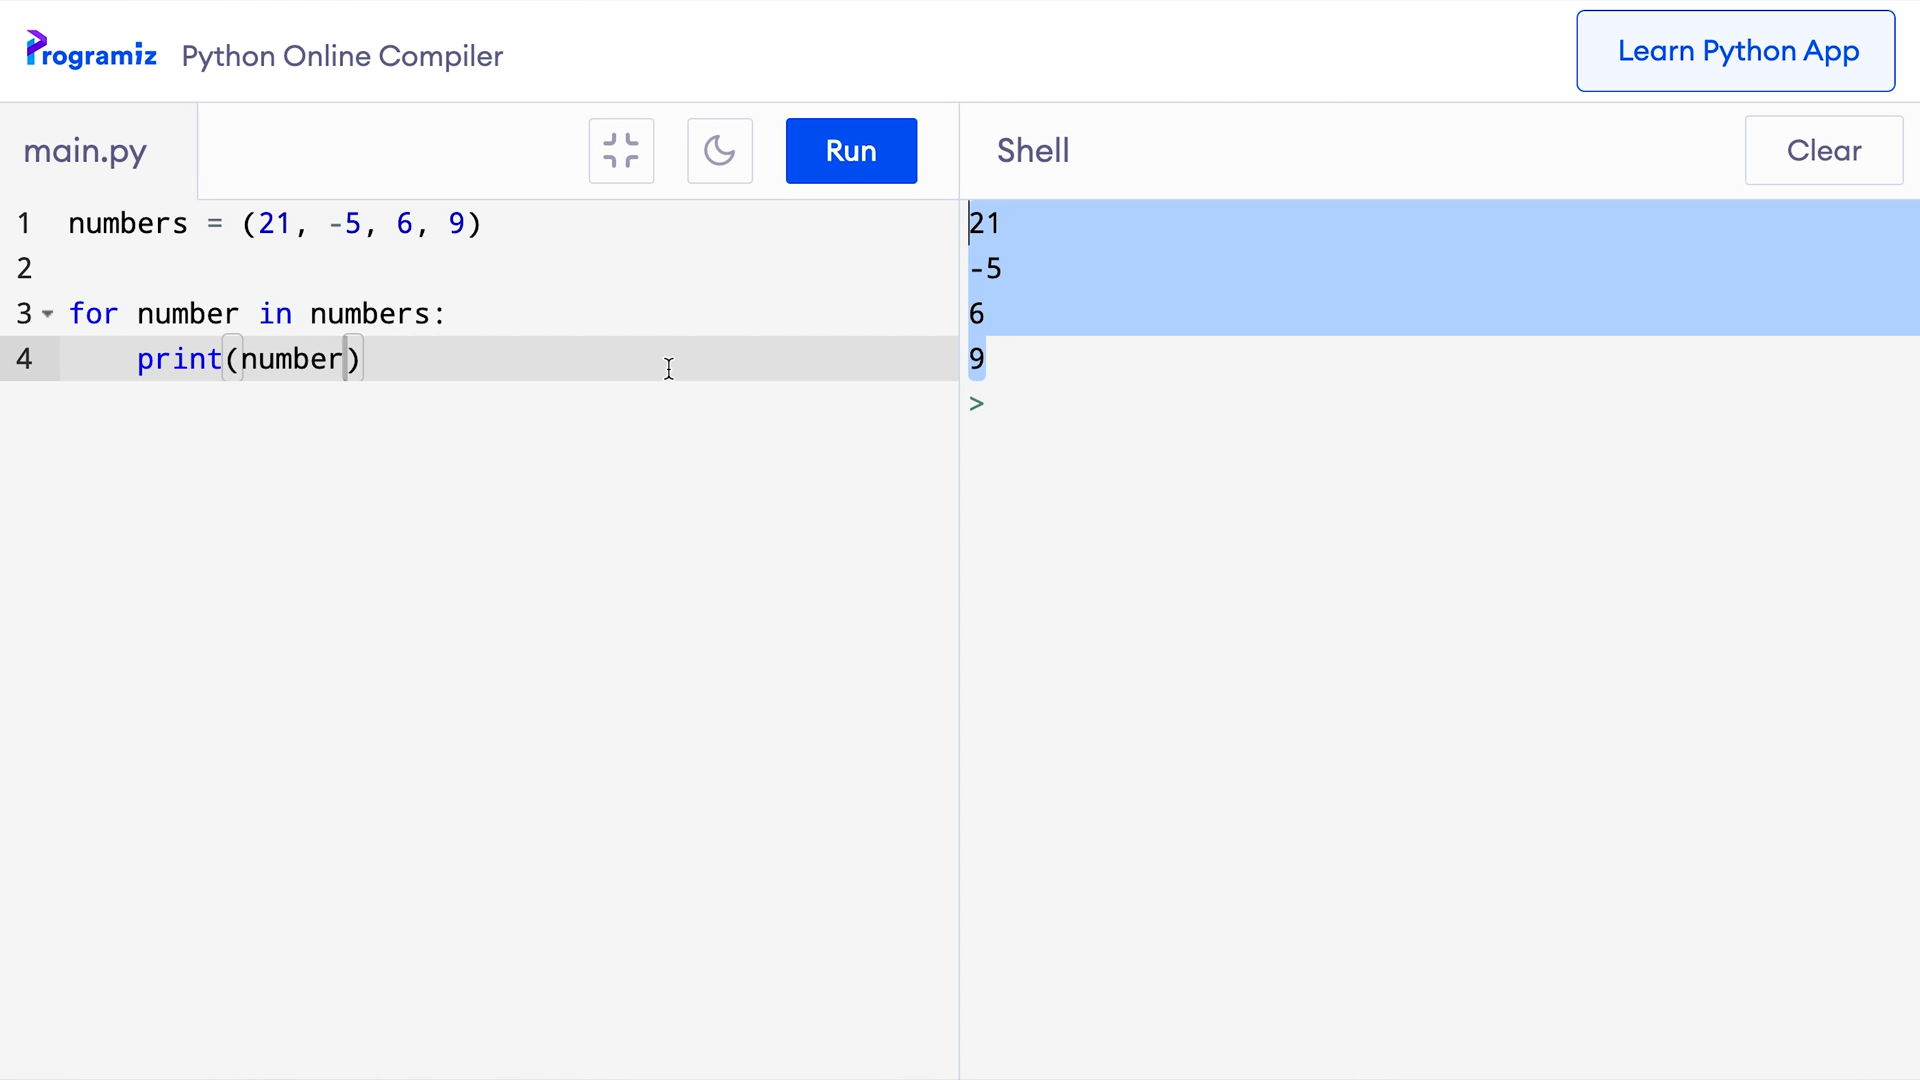 Programiz Python Online Compiler
Learn Python App
main.py
Run
Shell
Clear
1 numbers = (21, -5, 6, 9)
2
3 for number in numbers:
4     print(number)
21
-5
6
9
>